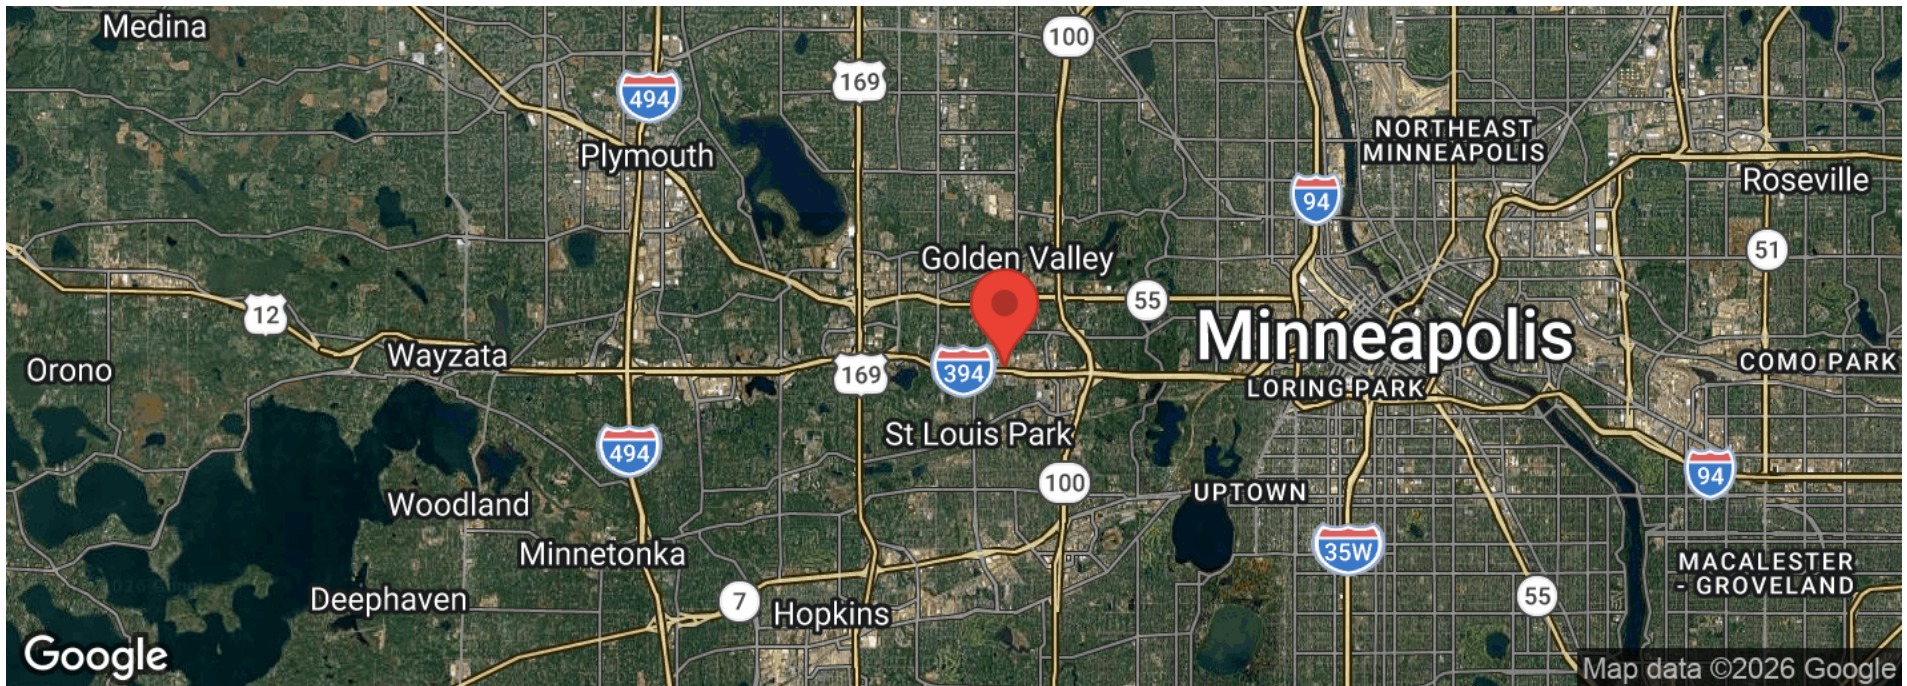 Medina
100
169
494
NORTHEAST
MINNEAPOLIS
Plymouth
Roseville
94
51
Golden Valley
55
12
Minneapolis
Wayzata
COMO PARK
Orono
169
394
LORING PARK
St Louis Park
494
94
100
UPTOWN
Woodland
35W
Minnetonka
MACALESTER
- GROVELAND
55
Deephaven
7
Hopkins
Google
Map data ©2026 Google